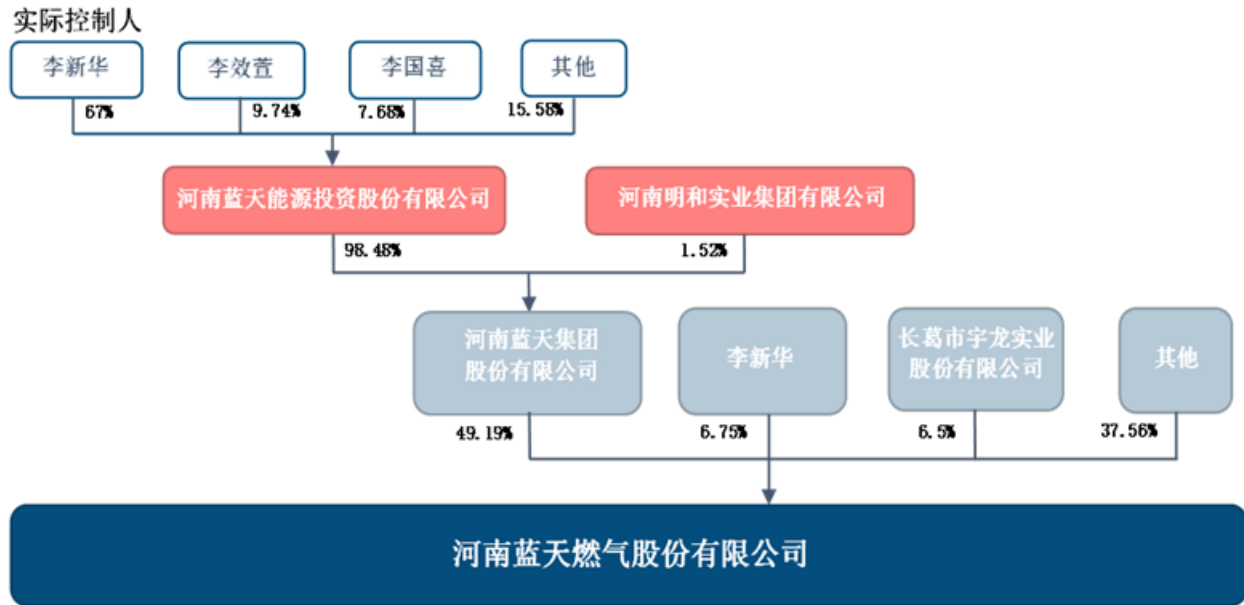 实际控制人
李新华
李效萱
李国喜
其他
67%
9.74%
7.68%
15.58%
河南蓝天能源投资股份有限公司
河南明和实业集团有限公司
98.48%
1.52%
河南蓝天集团
股份有限公司
李新华
长葛市宇龙实业
股份有限公司
其他
49.19%
6.75%
6.5%
37.56%
河南蓝天燃气股份有限公司